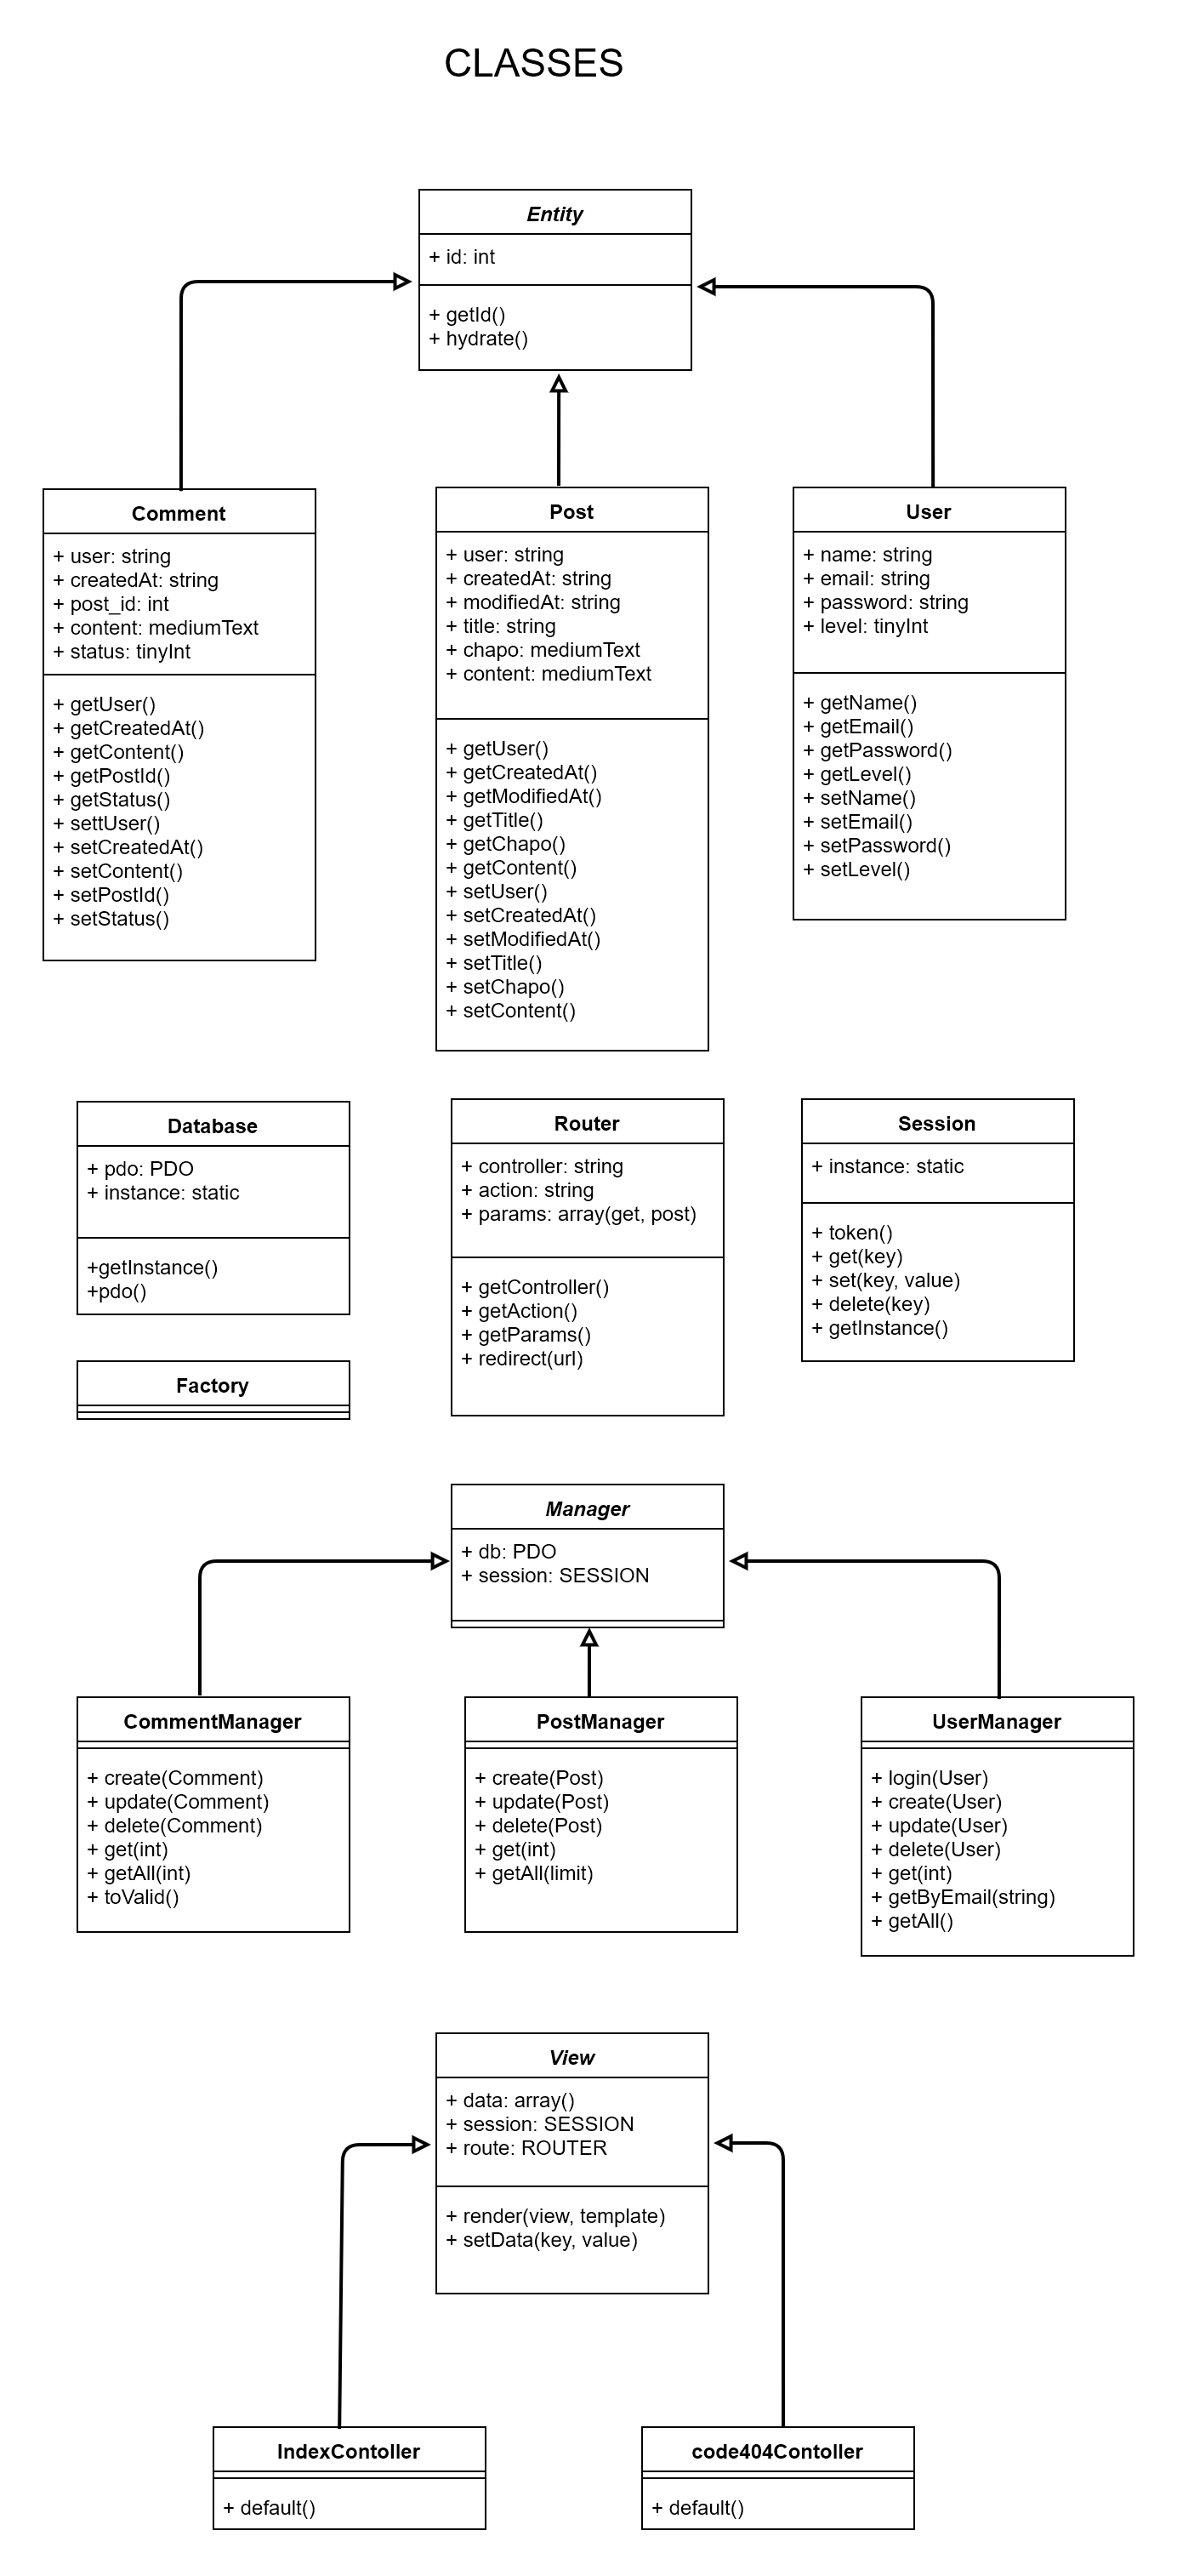 CLASSES
Entity
+ id: int
+ getId()
+ hydrate()
Comment
+ user: string
+ createdAt: string
+ post_id: int
+ content: mediumText
+ status: tinyInt
+ getUser()
+ getCreatedAt()
+ getContent()
+ getPostId()
+ getStatus()
+ settUser()
+ setCreatedAt()
+ setContent()
+ setPostId()
+ setStatus()
Post
+ user: string
+ createdAt: string
+ modifiedAt: string
+ title: string
+ chapo: mediumText
+ content: mediumText
+ getUser()
+ getCreatedAt()
+ getModifiedAt()
+ getTitle()
+ getChapo()
+ getContent()
+ setUser()
+ setCreatedAt()
+ setModifiedAt()
+ setTitle()
+ setChapo()
+ setContent()
User
+ name: string
+ email: string
+ password: string
+ level: tinyInt
+ getName()
+ getEmail()
+ getPassword()
+ getLevel()
+ setName()
+ setEmail()
+ setPassword()
+ setLevel()
Database
+ pdo: PDO
+ instance: static
+getInstance()
+pdo()
Factory
Router
+ controller: string
+ action: string
+ params: array(get, post)
+ getController()
+ getAction()
+ getParams()
+ redirect(url)
Session
+ instance: static
+ token()
+ get(key)
+ set(key, value)
+ delete(key)
+ getInstance()
Manager
+ db: PDO
+ session: SESSION
CommentManager
+ create(Comment)
+ update(Comment)
+ delete(Comment)
+ get(int)
+ getAll(int)
+ toValid()
PostManager
+ create(Post)
+ update(Post)
+ delete(Post)
+ get(int)
+ getAll(limit)
UserManager
+ login(User)
+ create(User)
+ update(User)
+ delete(User)
+ get(int)
+ getByEmail(string)
+ getAll()
View
+ data: array()
+ session: SESSION
+ route: ROUTER
+ render(view, template)
+ setData(key, value)
IndexContoller
+ default()
code404Contoller
+ default()